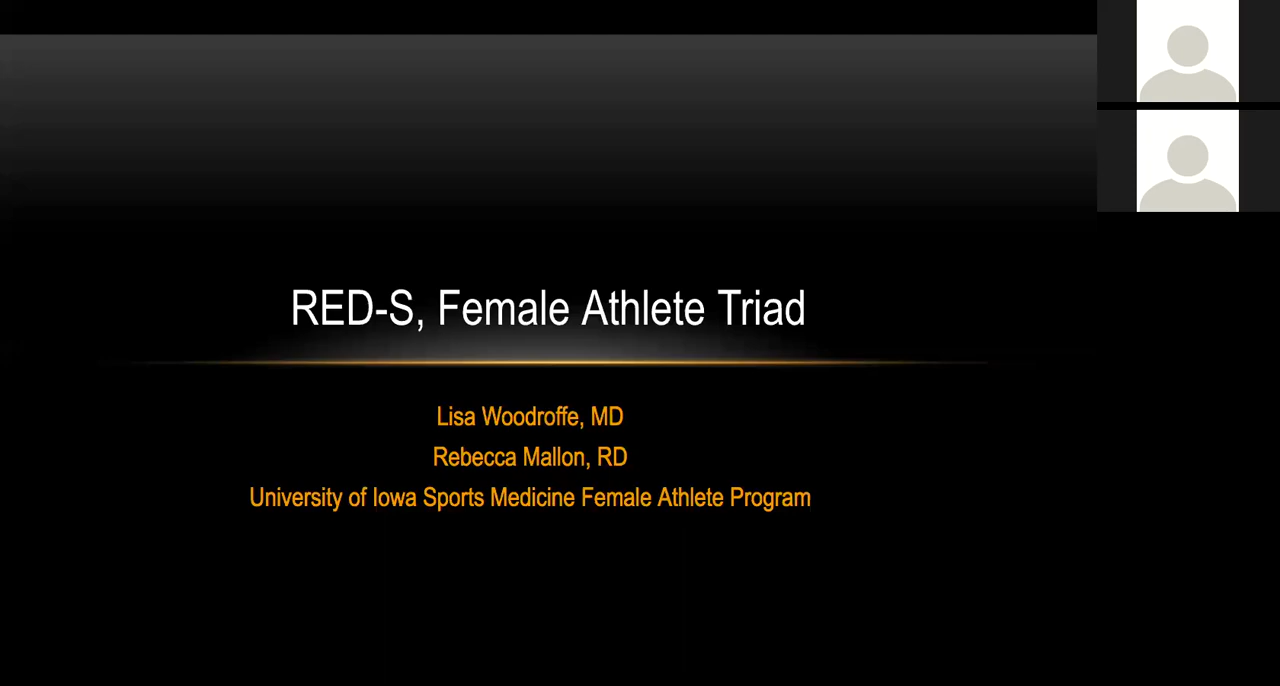 RED-S, Female Athlete Triad
Lisa Woodroffe, MD
Rebecca Mallon, RD
University of Iowa Sports Medicine Female Athlete Program